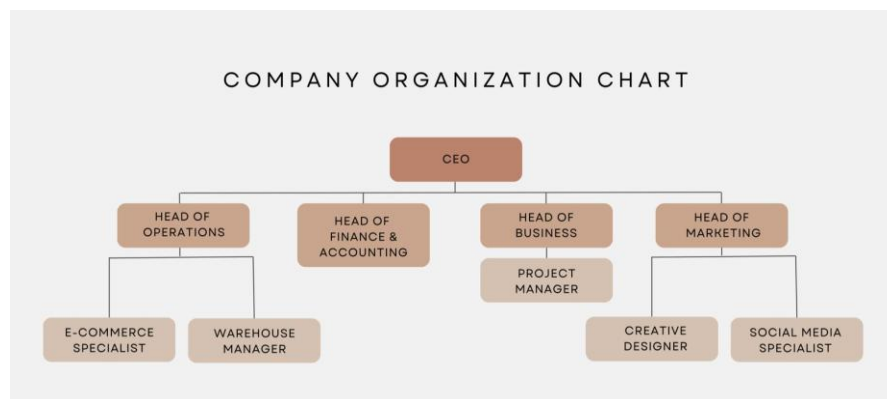 COMPANY ORGANIZATION CHART
CEO
HEAD OF
OPERATIONS
HEAD OF
FINANCE &
ACCOUNTING
HEAD OF
BUSINESS
HEAD OF
MARKETING
PROJECT
MANAGER
E-COMMERCE
SPECIALIST
WAREHOUSE
MANAGER
CREATIVE
DESIGNER
SOCIAL MEDIA
SPECIALIST